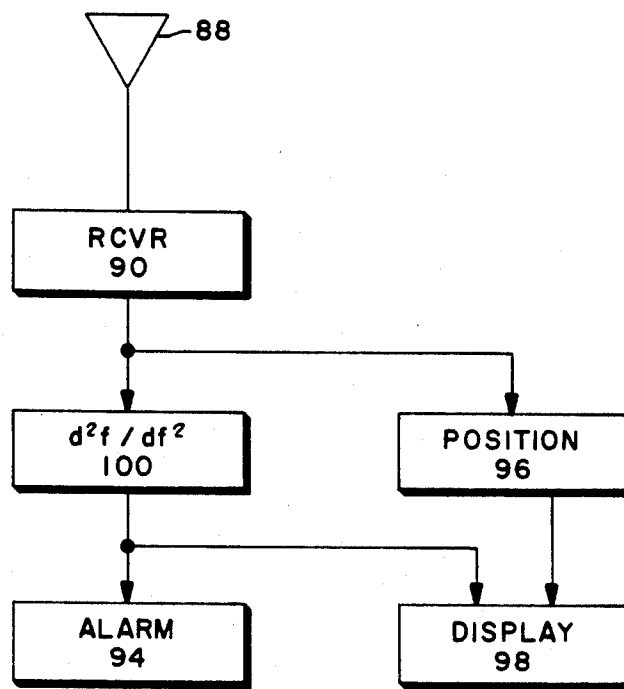 88
RCVR
90
d²f / df²
100
POSITION
96
ALARM
94
DISPLAY
98